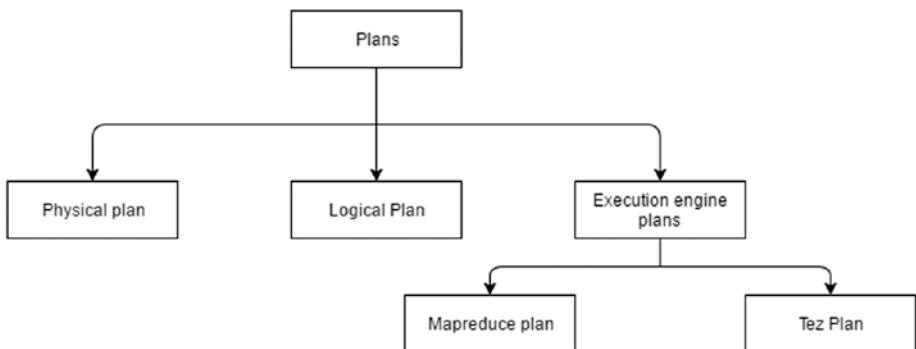 Plans
Physical plan
Logical Plan
Execution engine
plans
Mapreduce plan
Tez Plan